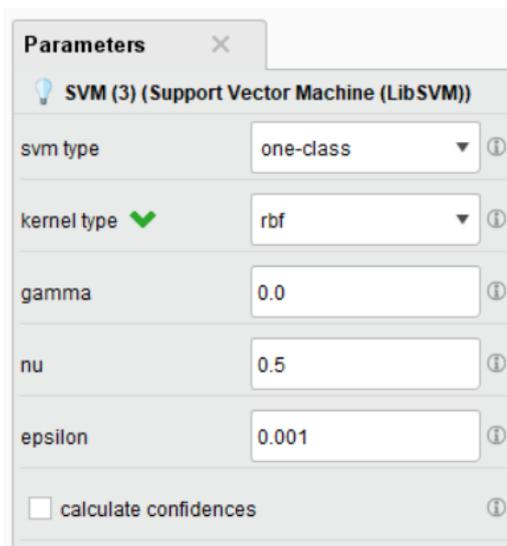 Parameters
SVM (3) (Support Vector Machine (LibSVM))
svm type one-class
kernel type rbf
gamma 0.0
nu 0.5
epsilon 0.001
calculate confidences